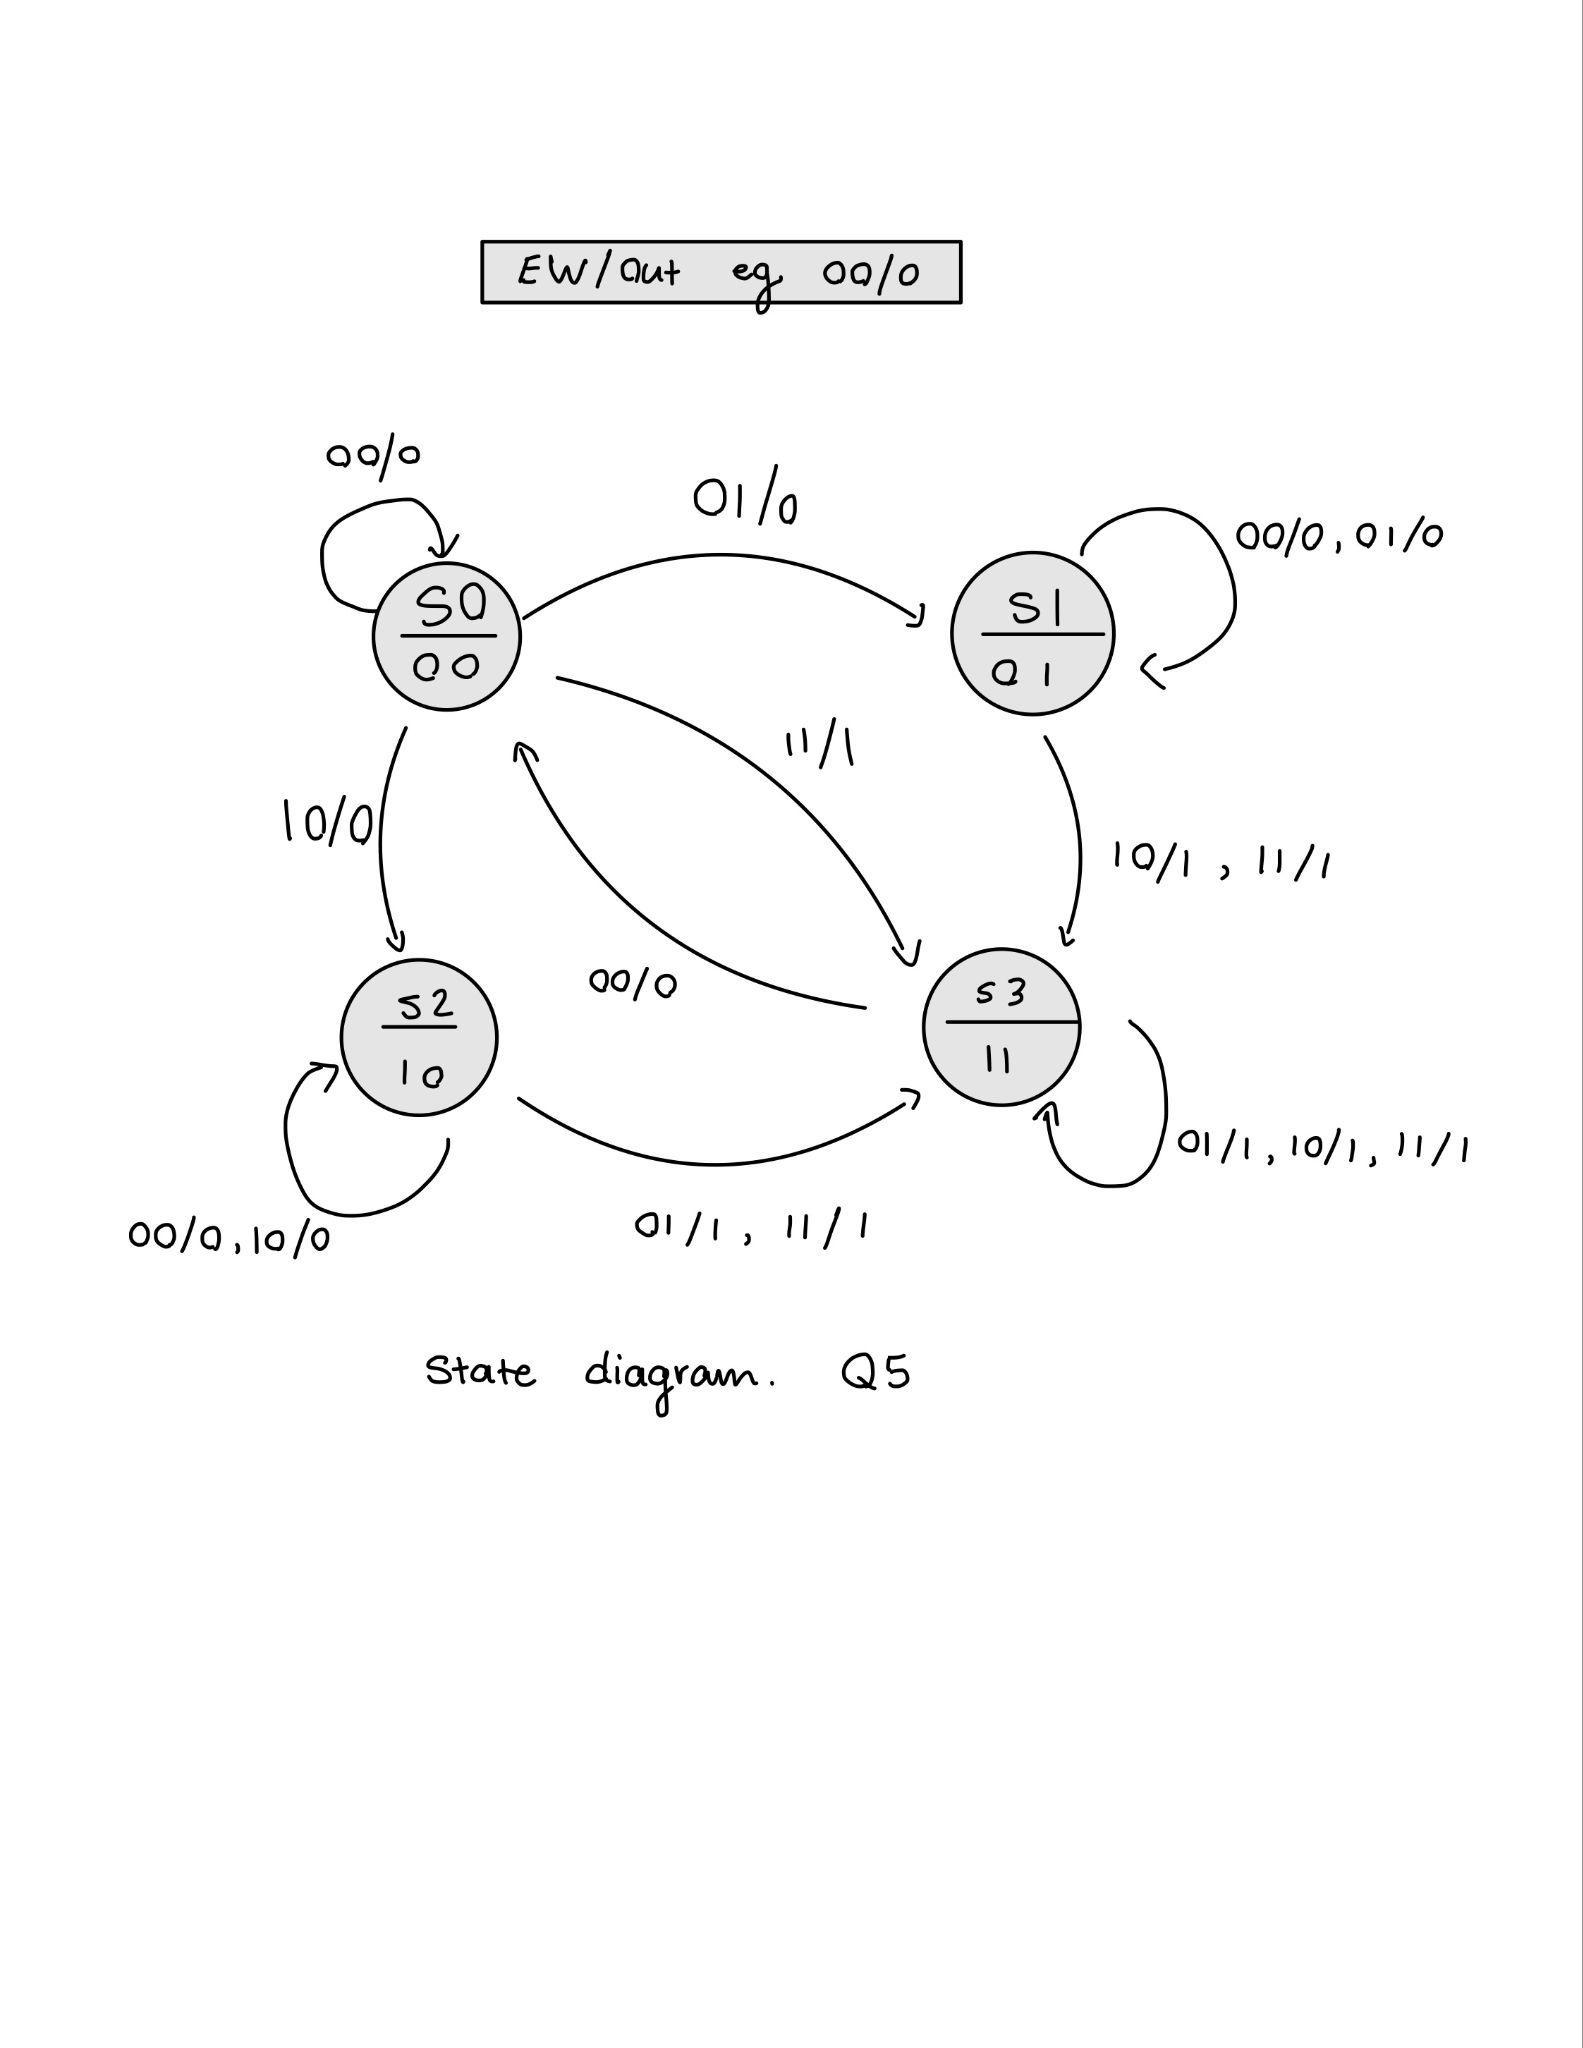 EW/Out eg 00/0
00/0
01/0
00/0, 01/0
S0
00
S1
01
11/1
10/0
10/1, 11/1
00/0
S2
10
S3
11
01/1, 10/1, 11/1
00/0, 10/0
01/1, 11/1
State diagram. Q5